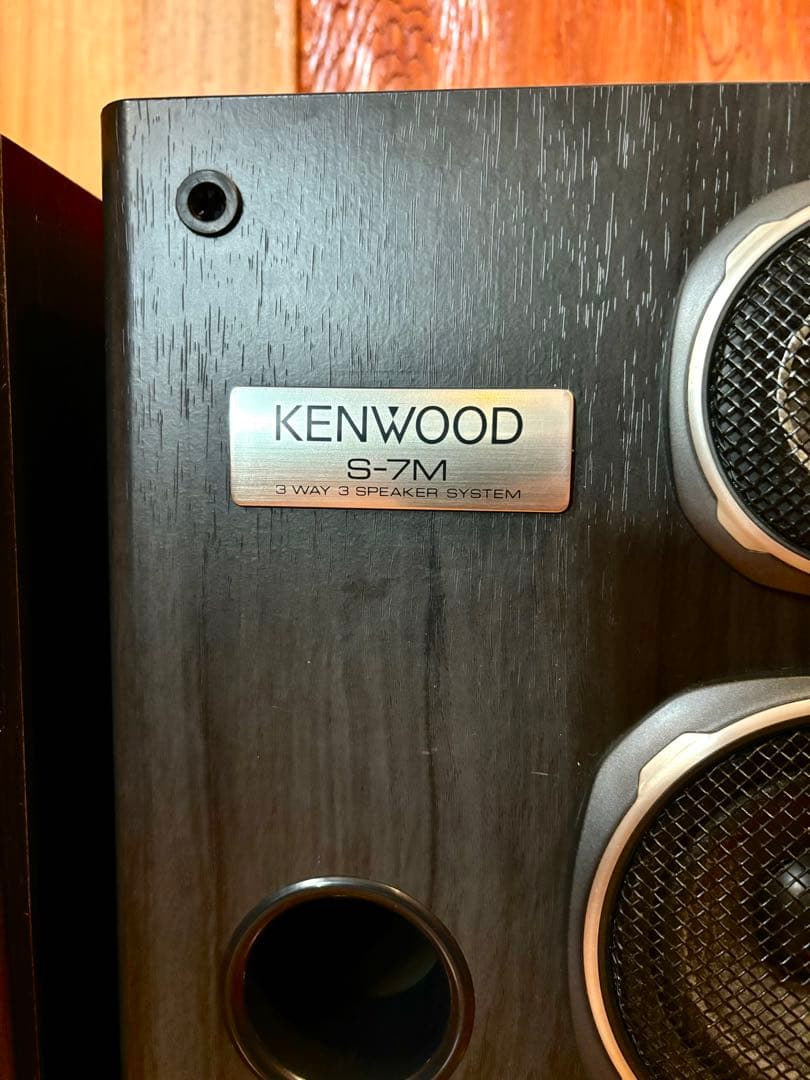 KENWOOD
S-7M
3 WAY 3 SPEAKER SYSTEM